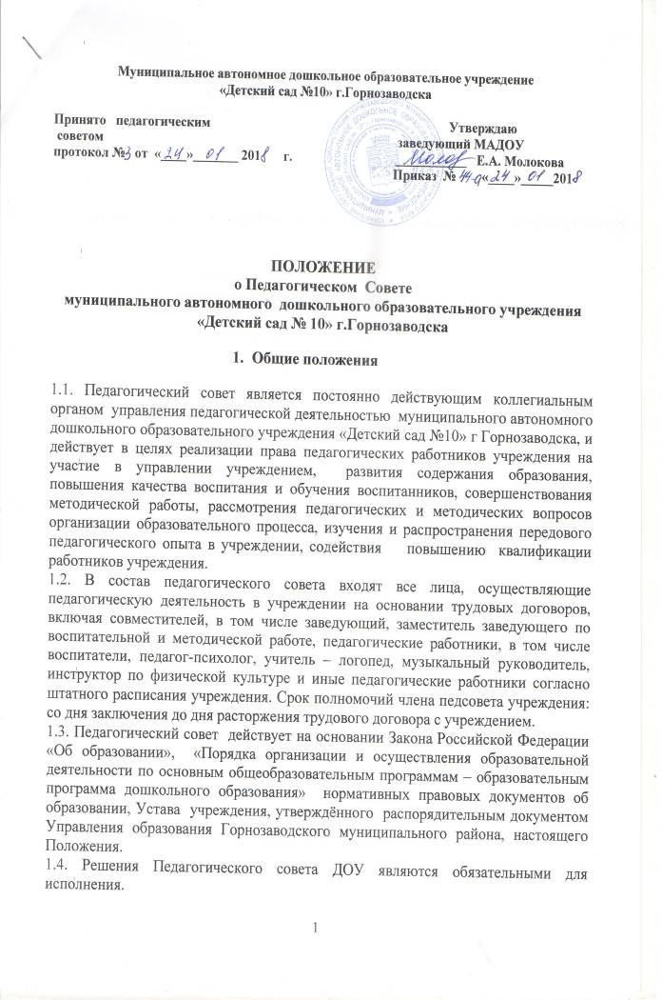 Муниципальное автономное дошкольное образовательное учреждение
«Детский сад №10» г.Горнозаводска
Принято педагогическим
советом
протокол №3 от «24» 01 2018 г.
Утверждаю
заведующий МАДОУ
Е.А. Молокова
Приказ № 44-а «24» 01 2018
ПОЛОЖЕНИЕ
о Педагогическом Совете
муниципального автономного дошкольного образовательного учреждения
«Детский сад № 10» г.Горнозаводска
1. Общие положения
1.1. Педагогический совет является постоянно действующим коллегиальным
органом управления педагогической деятельностью муниципального автономного
дошкольного образовательного учреждения «Детский сад №10» г Горнозаводска, и
действует в целях реализации права педагогических работников учреждения на
участие в управлении учреждением, развития содержания образования,
повышения качества воспитания и обучения воспитанников, совершенствования
методической работы, рассмотрения педагогических и методических вопросов
организации образовательного процесса, изучения и распространения передового
педагогического опыта в учреждении, содействия повышению квалификации
работников учреждения.
1.2. В состав педагогического совета входят все лица, осуществляющие
педагогическую деятельность в учреждении на основании трудовых договоров,
включая совместителей, в том числе заведующий, заместитель заведующего по
воспитательной и методической работе, педагогические работники, в том числе
воспитатели, педагог-психолог, учитель – логопед, музыкальный руководитель,
инструктор по физической культуре и иные педагогические работники согласно
штатного расписания учреждения. Срок полномочий члена педсовета учреждения:
со дня заключения до дня расторжения трудового договора с учреждением.
1.3. Педагогический совет действует на основании Закона Российской Федерации
«Об образовании», «Порядка организации и осуществления образовательной
деятельности по основным общеобразовательным программам – образовательным
программа дошкольного образования» нормативных правовых документов об
образовании, Устава учреждения, утверждённого распорядительным документом
Управления образования Горнозаводского муниципального района, настоящего
Положения.
1.4. Решения Педагогического совета ДОУ являются обязательными для
исполнения.
1